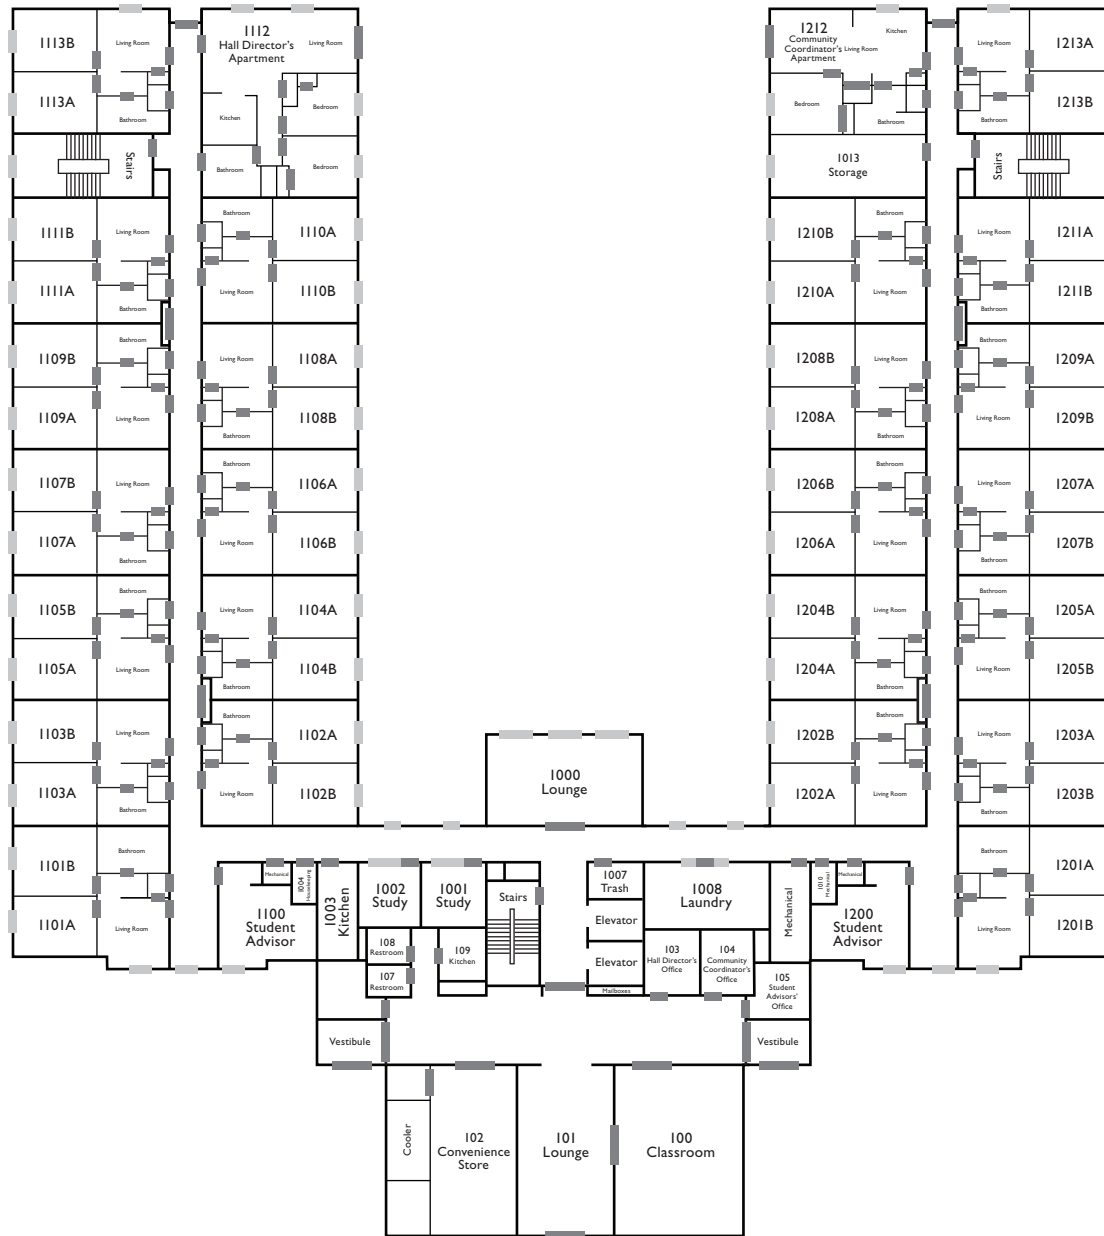 1113B
Living Room
1113A
Bathroom
Stairs
1111B
Living Room
1111A
Bathroom
1109B
Bathroom
1109A
Living Room
1107B
Living Room
1107A
Bathroom
1105B
Bathroom
1105A
Living Room
1103B
Living Room
1103A
Bathroom
1101B
Bathroom
1101A
Living Room
1112
Hall Director's
Apartment
Living Room
Bedroom
Kitchen
Bathroom
Bedroom
Bathroom
1110A
Living Room
1110B
Living Room
1108A
1108B
Bathroom
Bathroom
1106A
Living Room
1106B
Living Room
1104A
1104B
Bathroom
Bathroom
1102A
Living Room
1102B
1000
Lounge
1212
Community
Coordinator's
Apartment
Living Room
Kitchen
Bedroom
Bathroom
1013
Storage
1210B
Bathroom
1210A
Living Room
1208B
Living Room
1208A
Bathroom
1206B
Bathroom
1206A
Living Room
1204B
Living Room
1204A
Bathroom
1202B
Bathroom
1202A
Living Room
Living Room
1213A
1213B
Bathroom
Stairs
Living Room
1211A
1211B
Bathroom
Bathroom
1209A
Living Room
1209B
Living Room
1207A
1207B
Bathroom
Bathroom
1205A
Living Room
1205B
Living Room
1203A
1203B
Bathroom
Bathroom
1201A
Living Room
1201B
Mechanical
1004
Housekeeping
1100
Student
Advisor
1003
Kitchen
1002
Study
1001
Study
Stairs
108
Restroom
107
Restroom
109
Kitchen
1007
Trash
Elevator
Elevator
Mailboxes
1008
Laundry
103
Hall Director's
Office
104
Community
Coordinator's
Office
Mechanical
1010
Mechanical
Mechanical
1200
Student
Advisor
105
Student
Advisors'
Office
Vestibule
Vestibule
Cooler
102
Convenience
Store
101
Lounge
100
Classroom